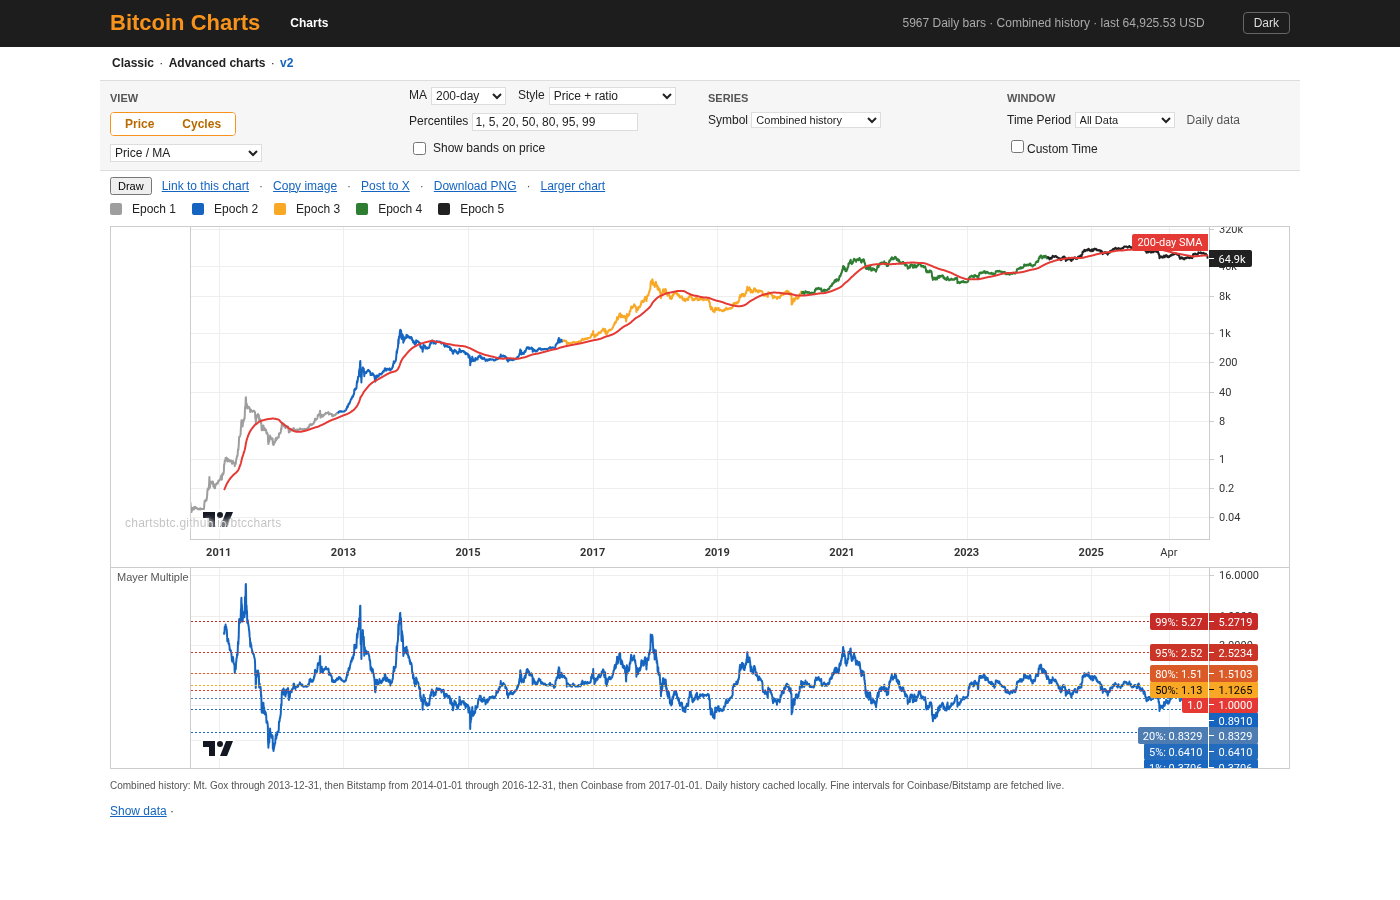 Bitcoin Charts
Charts
5967 Daily bars · Combined history · last 64,925.53 USD
Dark
Classic · Advanced charts · v2
VIEW
Price
Cycles
Price / MA
MA 200-day
Style Price + ratio
Percentiles 1, 5, 20, 50, 80, 95, 99
Show bands on price
SERIES
Symbol Combined history
WINDOW
Time Period All Data
Daily data
Custom Time
Draw
Link to this chart · Copy image · Post to X · Download PNG · Larger chart
Epoch 1
Epoch 2
Epoch 3
Epoch 4
Epoch 5
320k
200-day SMA
64.9k
40k
8k
1k
200
40
8
1
0.2
0.04
chartsbtc.github.io/btccharts
2011
2013
2015
2017
2019
2021
2023
2025
Apr
Mayer Multiple
16.0000
99%: 5.27 5.2719
95%: 2.52 2.5234
80%: 1.51 1.5103
50%: 1.13 1.1265
1.0 1.0000
0.8910
20%: 0.8329 0.8329
5%: 0.6410 0.6410
1%: 0.3706 0.3706
Combined history: Mt. Gox through 2013-12-31, then Bitstamp from 2014-01-01 through 2016-12-31, then Coinbase from 2017-01-01. Daily history cached locally. Fine intervals for Coinbase/Bitstamp are fetched live.
Show data ·